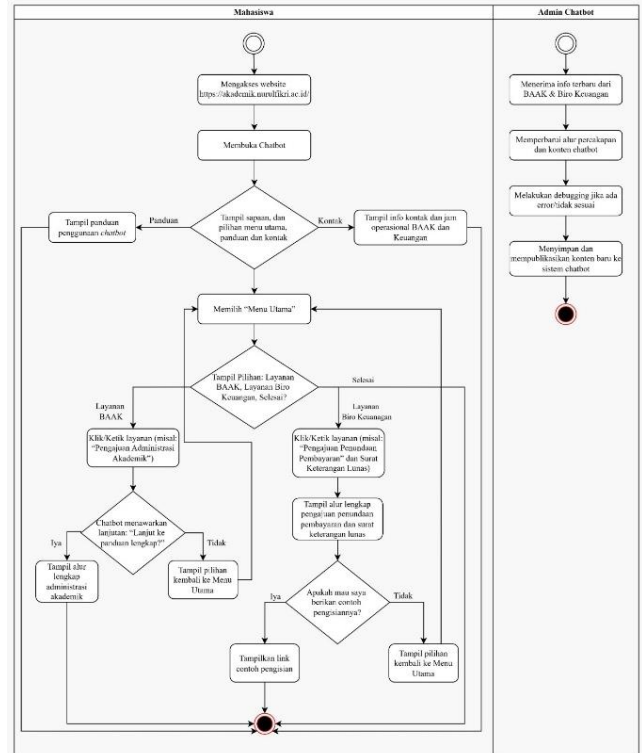 Mahasiswa
Admin Chatbot
Mengakses website
https://akademik.nurulfikri.ac.id/
Membuka Chatbot
Tampil sapaan, dan
pilihan menu utama,
panduan dan kontak
Panduan
Kontak
Tampil panduan
penggunaan chatbot
Tampil info kontak dan jam
operasional BAAK dan
Keuangan
Memilih "Menu Utama"
Tampil Pilihan: Layanan
BAAK, Layanan Biro
Keuangan, Selesai?
Selesai
Layanan
BAAK
Layanan
Biro Keuanagan
Klik/Ketik layanan (misal:
"Pengajuan Administrasi
Akademik")
Klik/Ketik layanan (misal:
"Pengajuan Penundaan
Pembayaran" dan Surat
Keterangan Lunas)
Chatbot menawarkan
lanjutan: "Lanjut ke
panduan lengkap?"
Iya
Tidak
Tampil alur
lengkap
administrasi
akademik
Tampil pilihan
kembali ke Menu
Utama
Tampil alur lengkap
pengajuan penundaan
pembayaran dan surat
keterangan lunas
Apakah mau saya
berikan contoh
pengisiannya?
Iya
Tidak
Tampilkan link
contoh pengisian
Tampil pilihan
kembali ke Menu
Utama
Menerima info terbaru dari
BAAK & Biro Keuangan
Memperbarui alur percakapan
dan konten chatbot
Melakukan debugging jika ada
error/tidak sesuai
Menyimpan dan
mempublikasikan konten baru ke
sistem chatbot